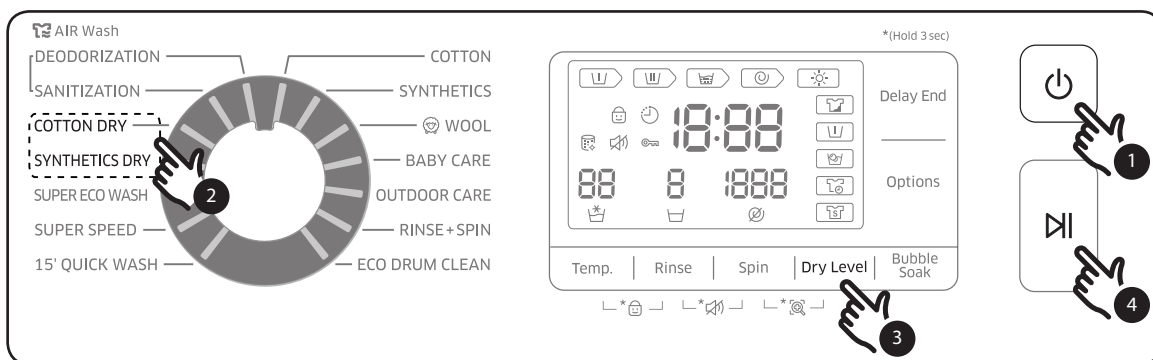 AIR Wash
DEODORIZATION
SANITIZATION
COTTON DRY
SYNTHETICS DRY
SUPER ECO WASH
SUPER SPEED
15' QUICK WASH
COTTON
SYNTHETICS
WOOL
BABY CARE
OUTDOOR CARE
RINSE+SPIN
ECO DRUM CLEAN
2
*(Hold 3 sec)
18:88
88 8 1888
Delay End
Options
Temp. Rinse Spin Dry Level Bubble Soak
* * *
3
1
4